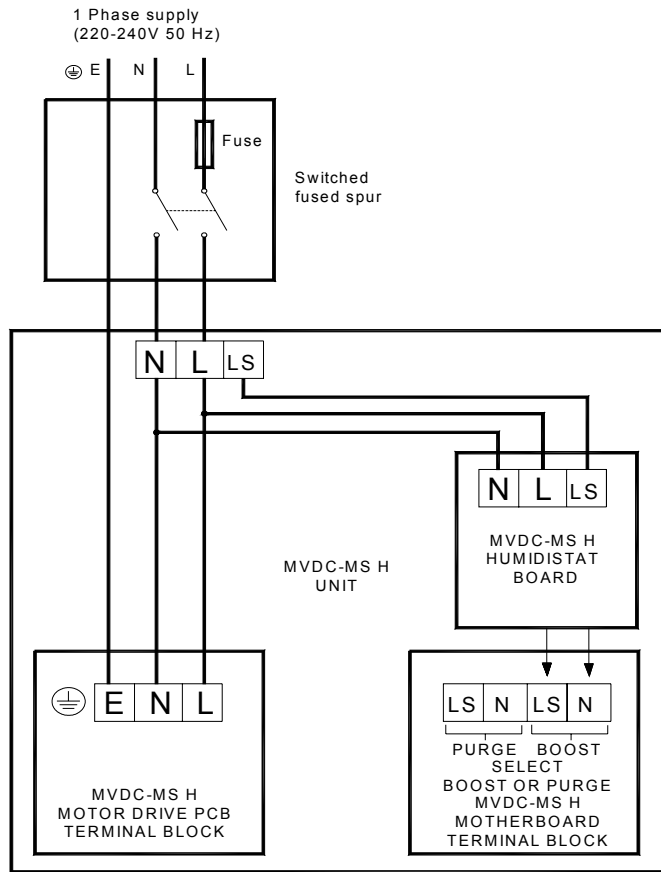 1 Phase supply
(220-240V 50 Hz)
E N L
Fuse
Switched
fused spur
N L LS
N L LS
MVDC-MS H
HUMIDISTAT
BOARD
MVDC-MS H
UNIT
E N L
MVDC-MS H
MOTOR DRIVE PCB
TERMINAL BLOCK
LS N LS N
PURGE BOOST
SELECT
BOOST OR PURGE
MVDC-MS H
MOTHERBOARD
TERMINAL BLOCK